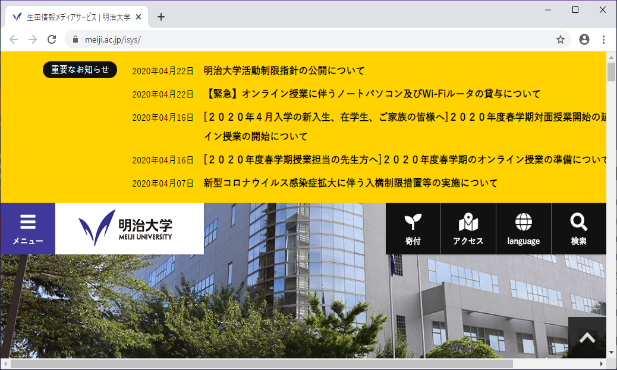 生田情報メディアサービス | 明治大学
meiji.ac.jp/isys/
重要なお知らせ
2020年04月22日 明治大学活動制限指針の公開について
2020年04月22日 【緊急】オンライン授業に伴うノートパソコン及びWi-Fiルータの貸与について
2020年04月16日 [２０２０年４月入学の新入生、在学生、ご家族の皆様へ]２０２０年度春学期対面授業開始の延
イン授業の開始について
2020年04月16日 [２０２０年度春学期授業担当の先生方へ]２０２０年度春学期のオンライン授業の準備について
2020年04月07日 新型コロナウイルス感染症拡大に伴う入構制限措置等の実施について
メニュー
明治大学
MEIJI UNIVERSITY
寄付
アクセス
language
検索